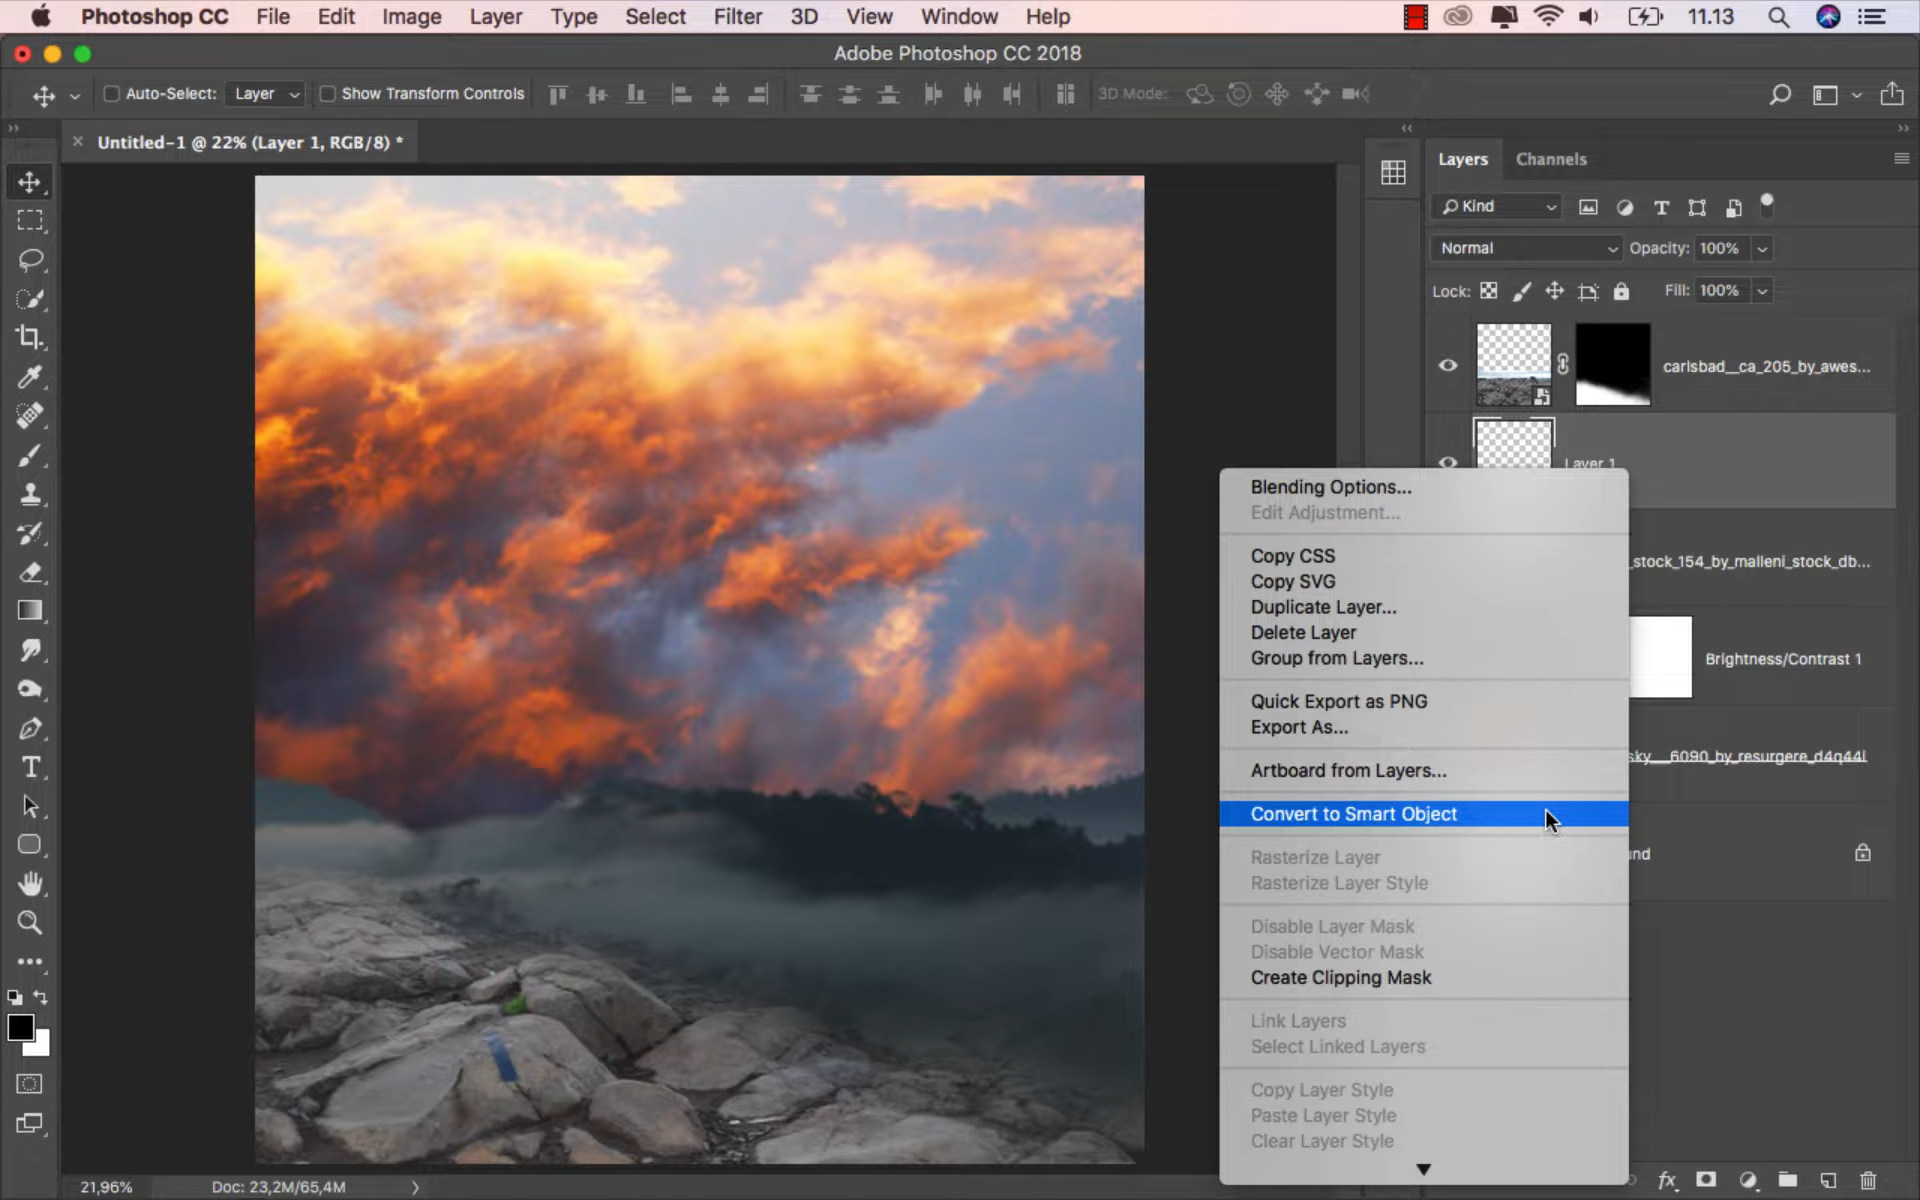 Photoshop CC File Edit Image Layer Type Select Filter 3D View Window Help 11.13
Adobe Photoshop CC 2018
Auto-Select: Layer Show Transform Controls 3D Mode:
Untitled-1 @ 22% (Layer 1, RGB/8) *
Layers Channels
Kind
Normal Opacity: 100%
Lock: Fill: 100%
carlsbad__ca_205_by_awes...
Layer 1
_stock_154_by_malleni_stock_db...
Brightness/Contrast 1
sky__6090_by_resurgere_d4q44l
und
Blending Options...
Edit Adjustment...
Copy CSS
Copy SVG
Duplicate Layer...
Delete Layer
Group from Layers...
Quick Export as PNG
Export As...
Artboard from Layers...
Convert to Smart Object
Rasterize Layer
Rasterize Layer Style
Disable Layer Mask
Disable Vector Mask
Create Clipping Mask
Link Layers
Select Linked Layers
Copy Layer Style
Paste Layer Style
Clear Layer Style
21,96% Doc: 23,2M/65,4M